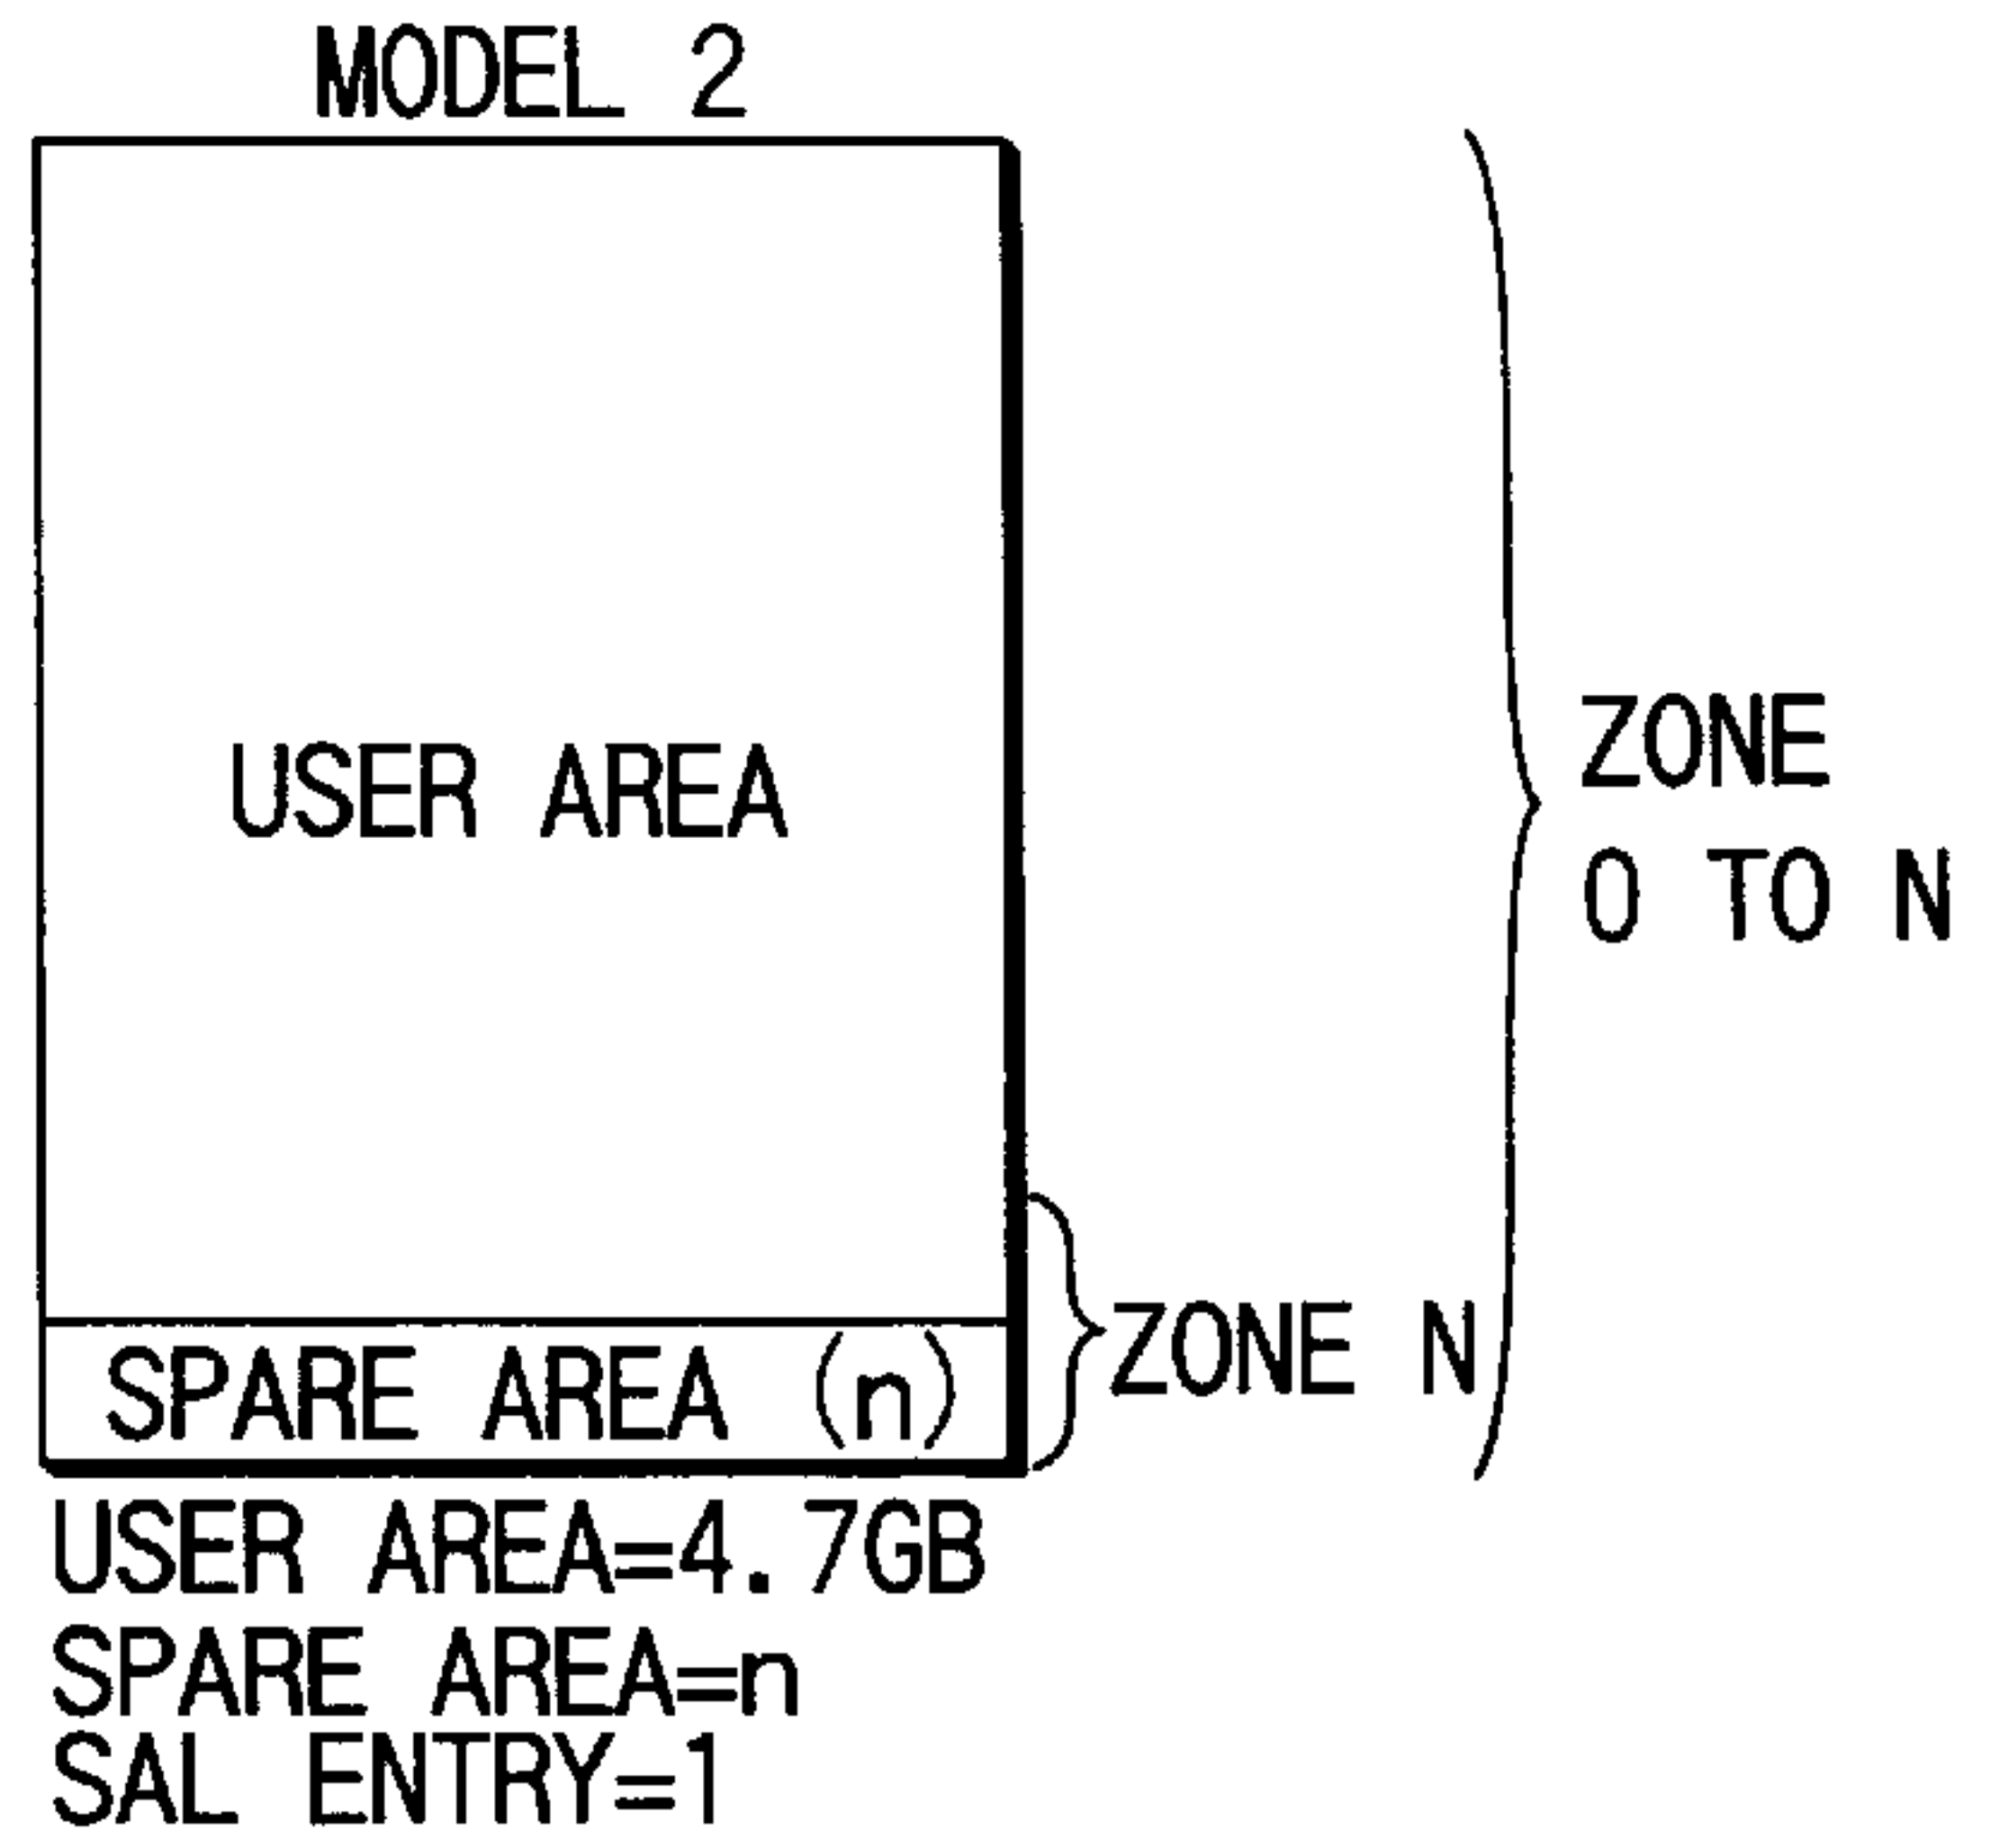 MODEL 2
USER AREA
ZONE
0 TO N
ZONE N
SPARE AREA (n)
USER AREA=4.7GB
SPARE AREA=n
SAL ENTRY=1